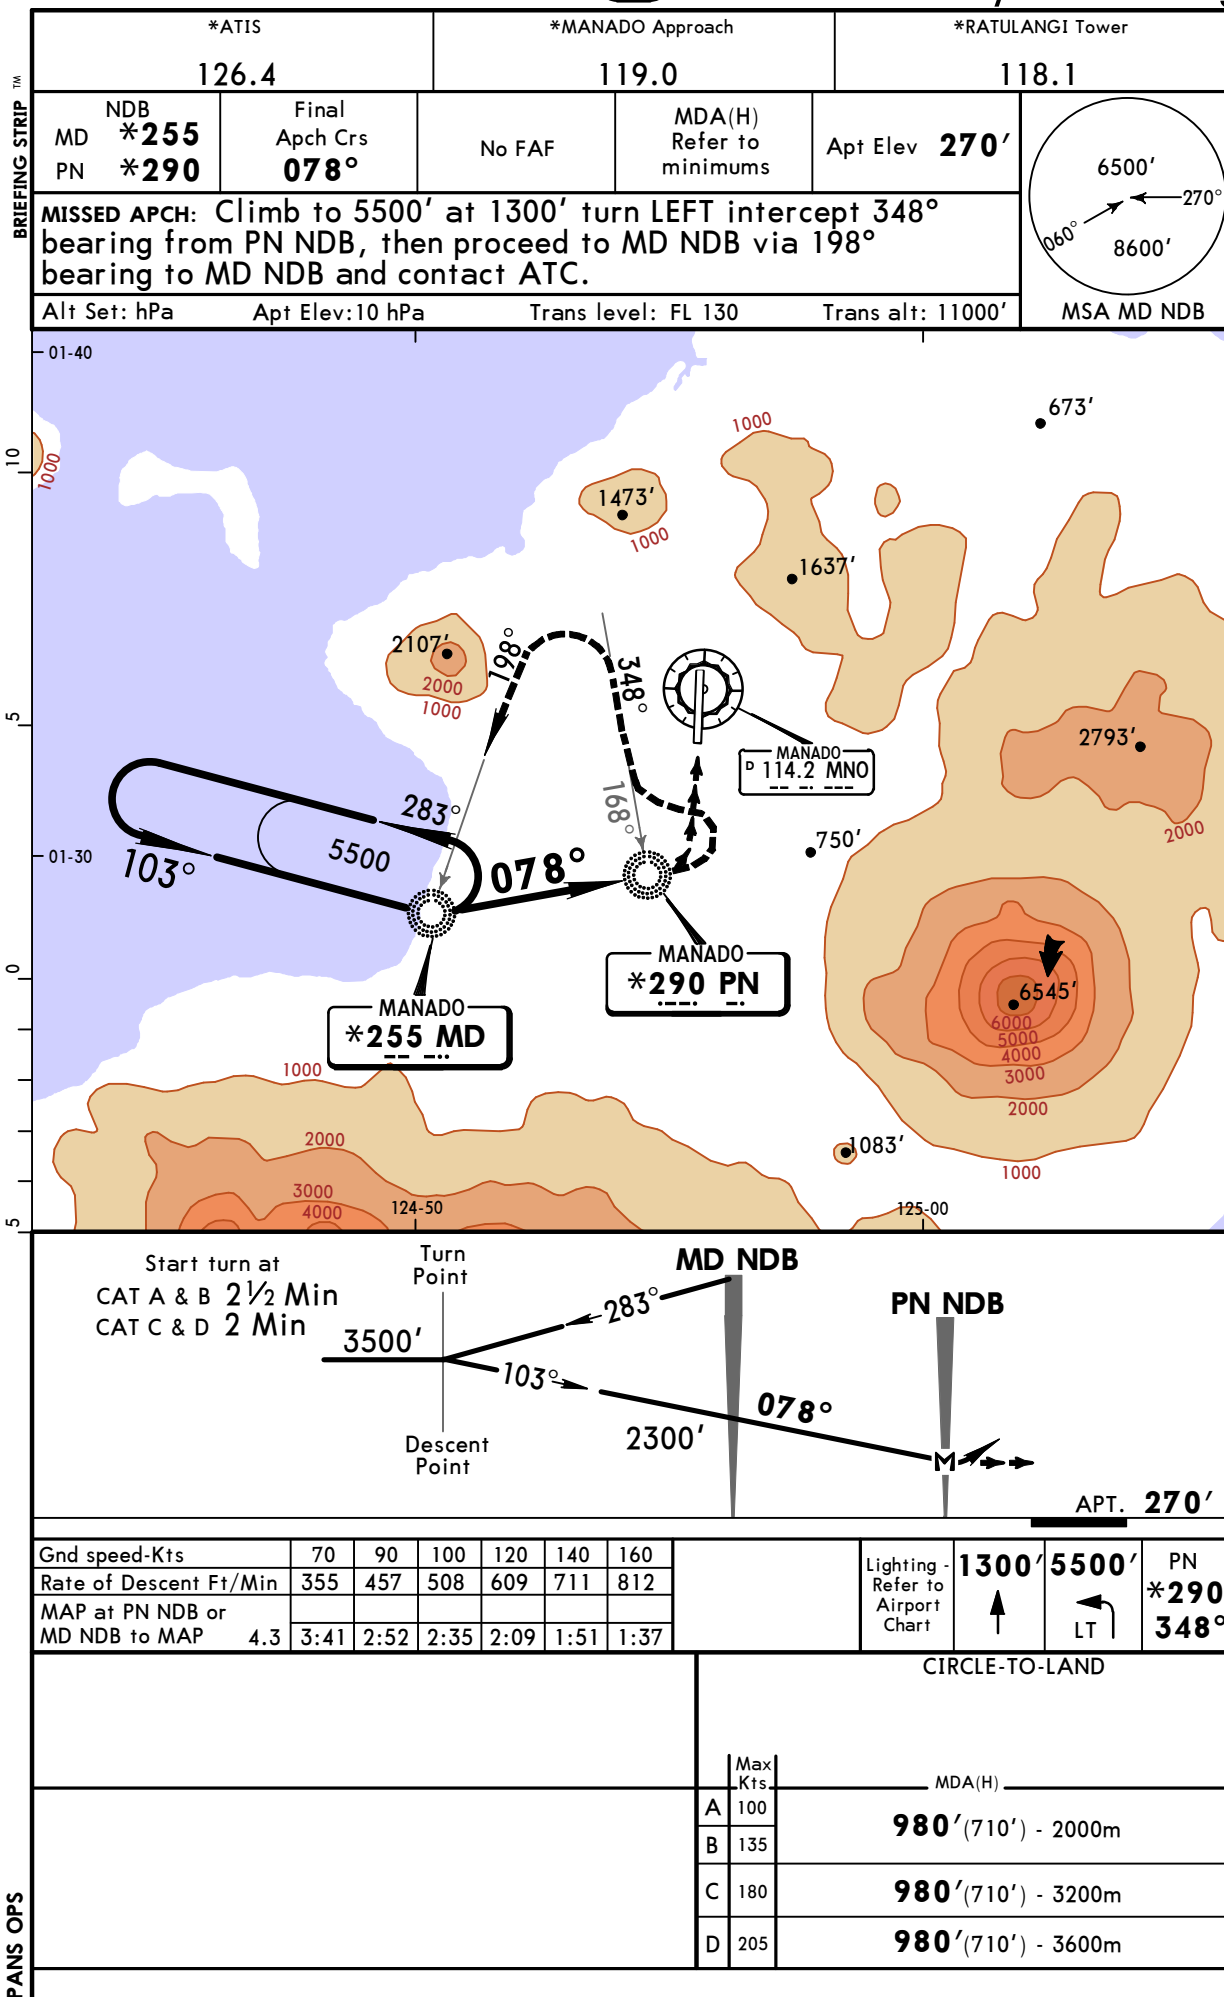 BRIEFING STRIP ™
*ATIS
126.4
*MANADO Approach
119.0
*RATULANGI Tower
118.1
NDB
MD *255
PN *290
Final
Apch Crs
078°
No FAF
MDA(H)
Refer to
minimums
Apt Elev 270'
6500'
270°
060°
8600'
MSA MD NDB
MISSED APCH: Climb to 5500' at 1300' turn LEFT intercept 348°
bearing from PN NDB, then proceed to MD NDB via 198°
bearing to MD NDB and contact ATC.
Alt Set: hPa Apt Elev:10 hPa Trans level: FL 130 Trans alt: 11000'
01-40
673'
1000
10
1000
1473'
1000
1637'
2107'
2000
1000
198°
348°
5
2793'
MANADO
D 114.2 MNO
2000
168°
283°
750'
01-30
103°
5500
078°
0
MANADO
*290 PN
MANADO
*255 MD
6545'
6000
5000
4000
3000
2000
1000
1000
2000
3000
4000
1083'
5
124-50
125-00
Start turn at
CAT A & B 2½ Min
CAT C & D 2 Min
Turn
Point
MD NDB
PN NDB
283°
3500'
103°
078°
2300'
Descent
Point
M
APT. 270'
Gnd speed-Kts 70 90 100 120 140 160
Rate of Descent Ft/Min 355 457 508 609 711 812
MAP at PN NDB or
MD NDB to MAP 4.3 3:41 2:52 2:35 2:09 1:51 1:37
Lighting -
Refer to
Airport
Chart
1300'
5500'
LT
PN
*290
348°
CIRCLE-TO-LAND
Max
Kts
MDA(H)
A 100
B 135
980'(710') - 2000m
C 180 980'(710') - 3200m
D 205 980'(710') - 3600m
PANS OPS